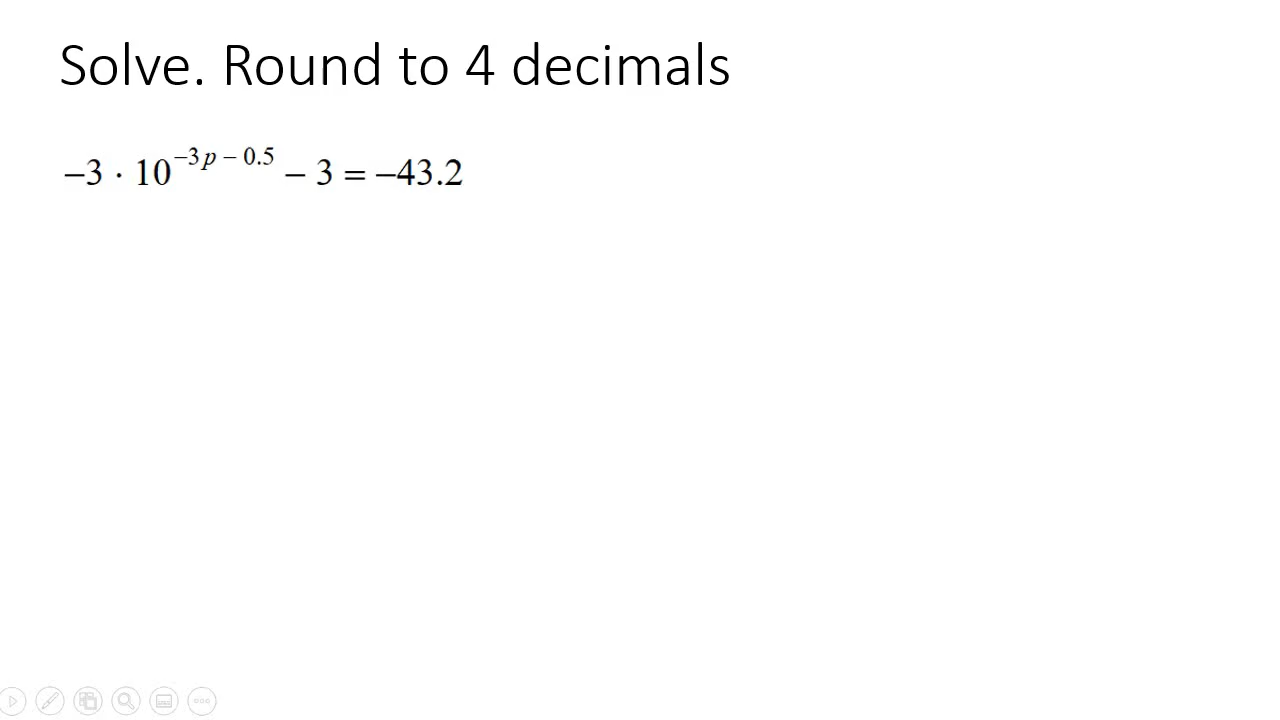 Solve. Round to 4 decimals
−3 · 10^{−3p − 0.5} − 3 = −43.2